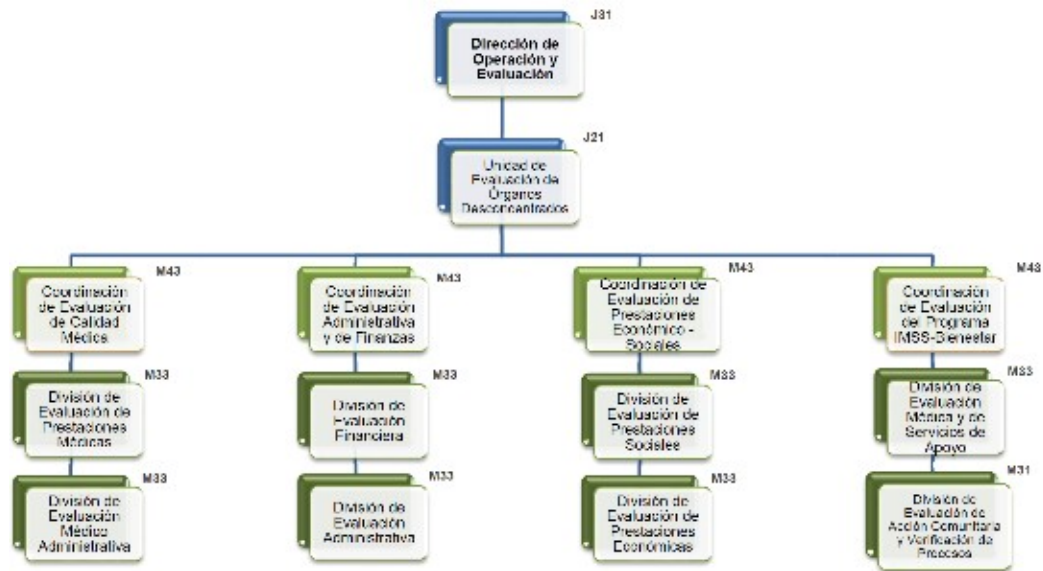 J31
Dirección de
Operación y
Evaluación
J21
Unidad de
Evaluación de
Órganos
Desconcentrados
M43
Coordinación
de Evaluación
de Calidad
Médica
M43
Coordinación
de Evaluación
Administrativa
y de Finanzas
M43
Coordinación de
Evaluación de
Prestaciones
Económico -
Sociales
M43
Coordinación
de Evaluación
del Programa
IMSS-Bienestar
M33
División de
Evaluación de
Prestaciones
Médicas
M33
División de
Evaluación
Financiera
M33
División de
Evaluación de
Prestaciones
Sociales
M33
División de
Evaluación
Médica y de
Servicios de
Apoyo
M33
División de
Evaluación
Médico
Administrativa
M33
División de
Evaluación
Administrativa
M33
División de
Evaluación de
Prestaciones
Económicas
M31
División de
Evaluación de
Acción Comunitaria
y Verificación de
Procesos